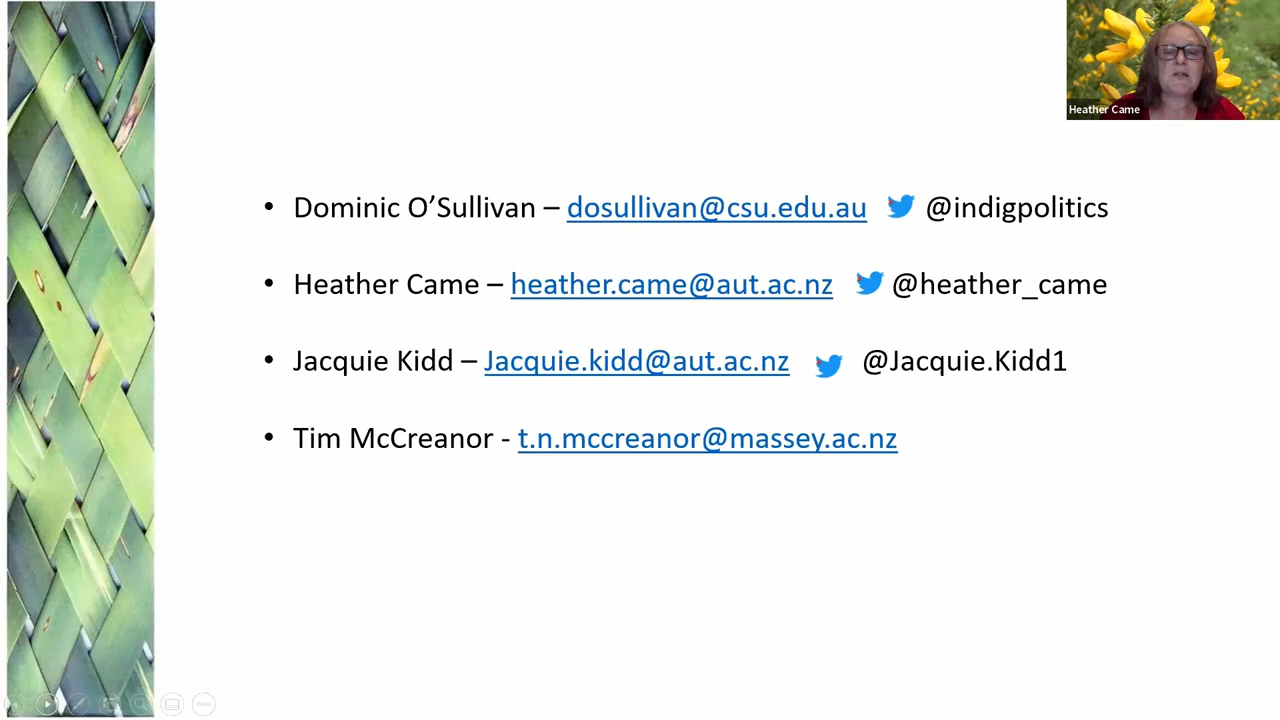 Heather Came
• Dominic O’Sullivan – dosullivan@csu.edu.au @indigpolitics
• Heather Came – heather.came@aut.ac.nz @heather_came
• Jacquie Kidd – Jacquie.kidd@aut.ac.nz @Jacquie.Kidd1
• Tim McCreanor - t.n.mccreanor@massey.ac.nz